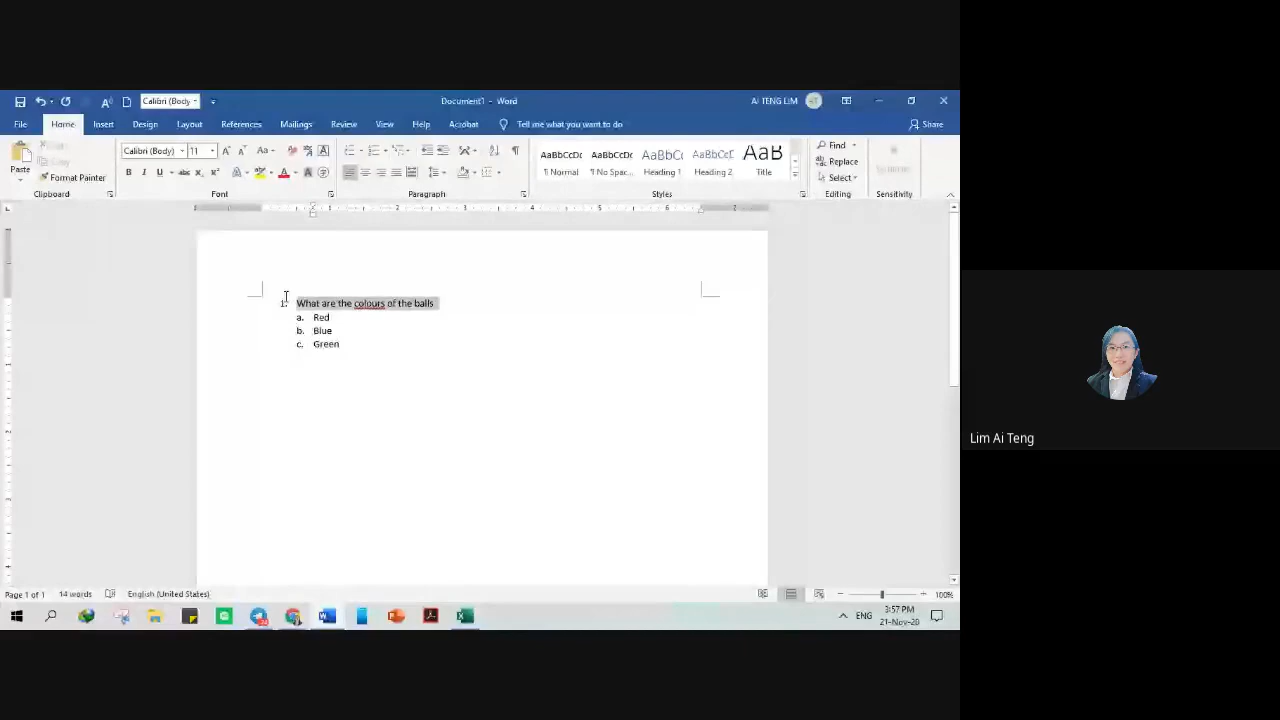 Calibri (Body
Document1 - Word
Ai TENG LIM
File Home Insert Design Layout References Mailings Review View Help Acrobat Tell me what you want to do Share
Paste
Format Painter
Clipboard
Calibri (Body) 11
Font
Paragraph
AaBbCcDc AaBbCcDc AaBbCc AaBbCcD AaB
¶ Normal ¶ No Spac... Heading 1 Heading 2 Title
Styles
Find
Replace
Select
Editing
Sensitivity
1. What are the colours of the balls
a. Red
b. Blue
c. Green
Lim Ai Teng
Page 1 of 1 14 words English (United States) 100%
ENG 3:57 PM
21-Nov-20